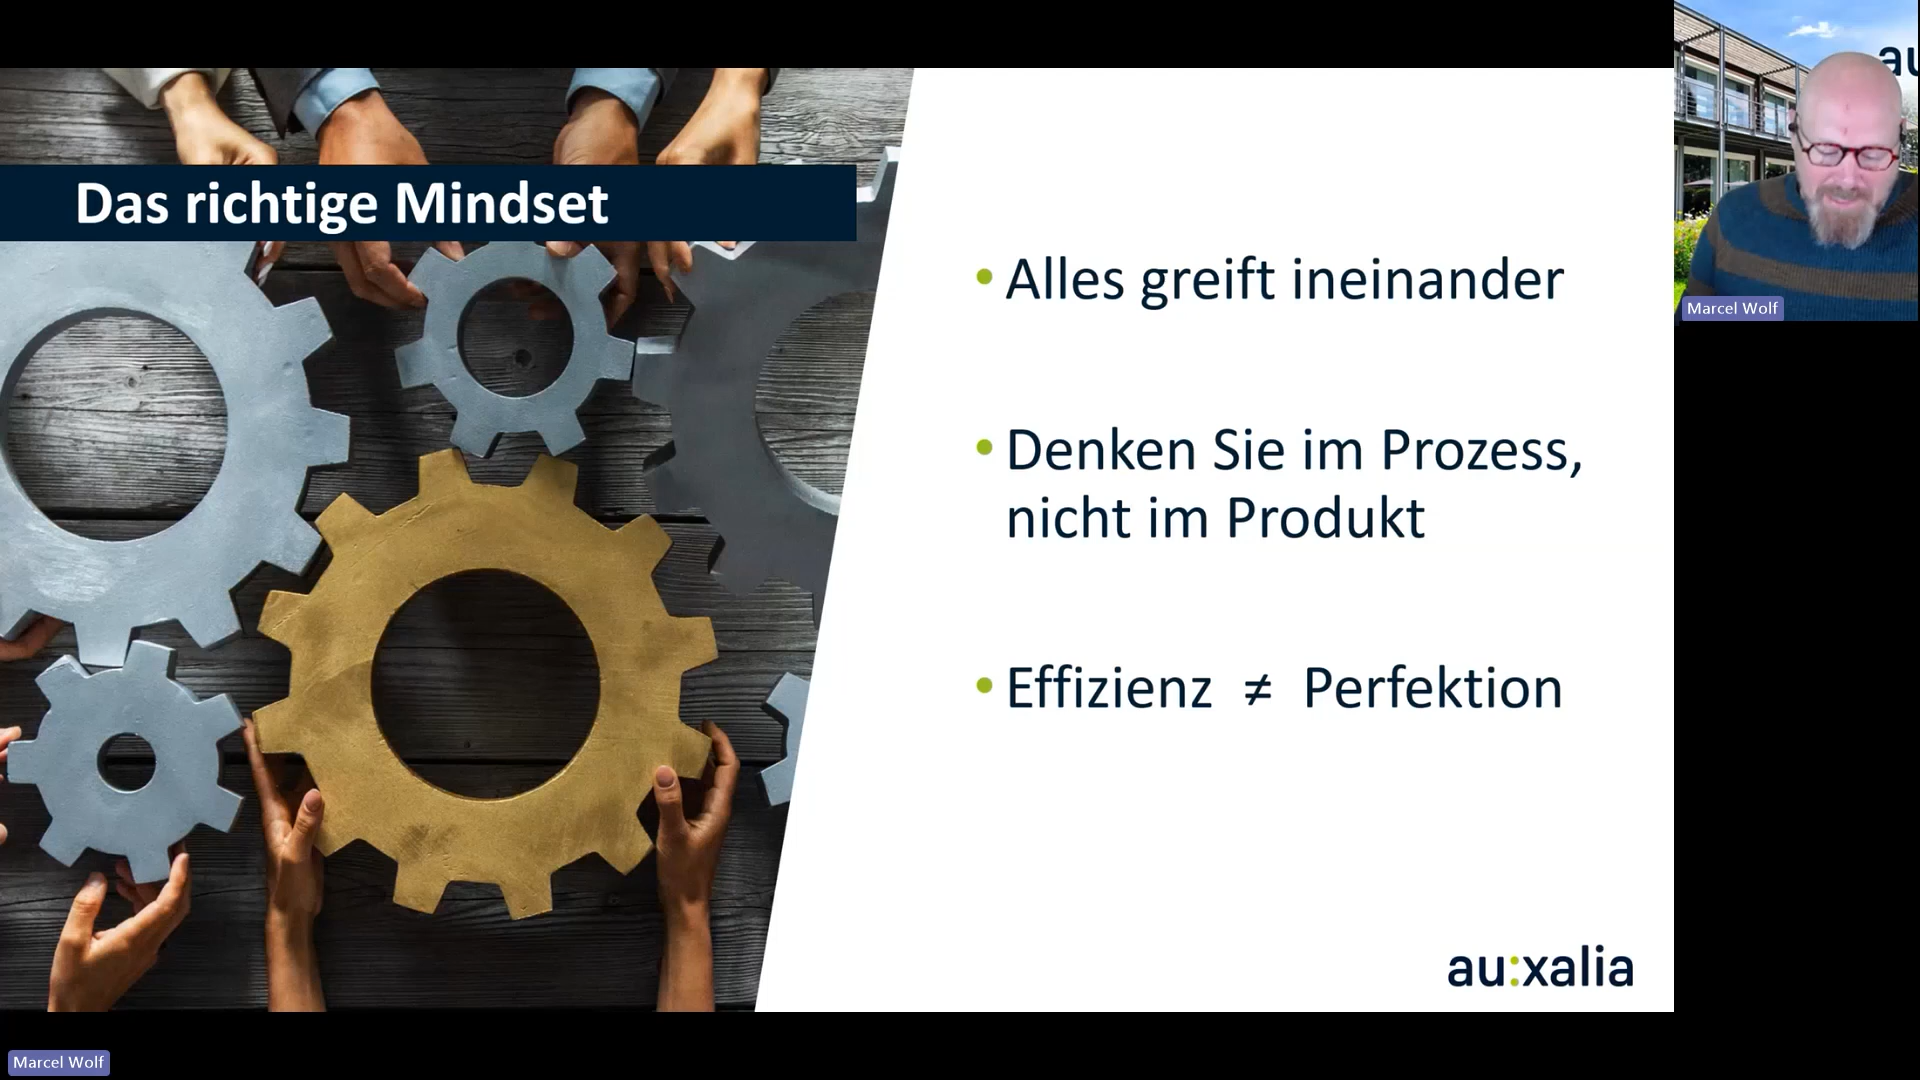 Das richtige Mindset
• Alles greift ineinander
• Denken Sie im Prozess,
nicht im Produkt
• Effizienz ≠ Perfektion
au:xalia
au
Marcel Wolf
Marcel Wolf